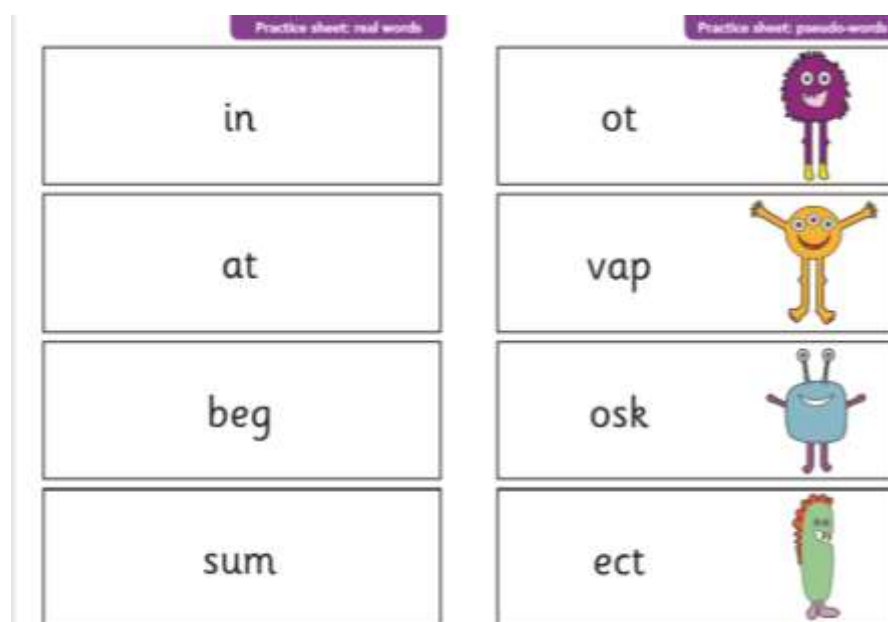 Practice sheet: real words
in
at
beg
sum
Practice sheet: pseudo-words
ot
vap
osk
ect